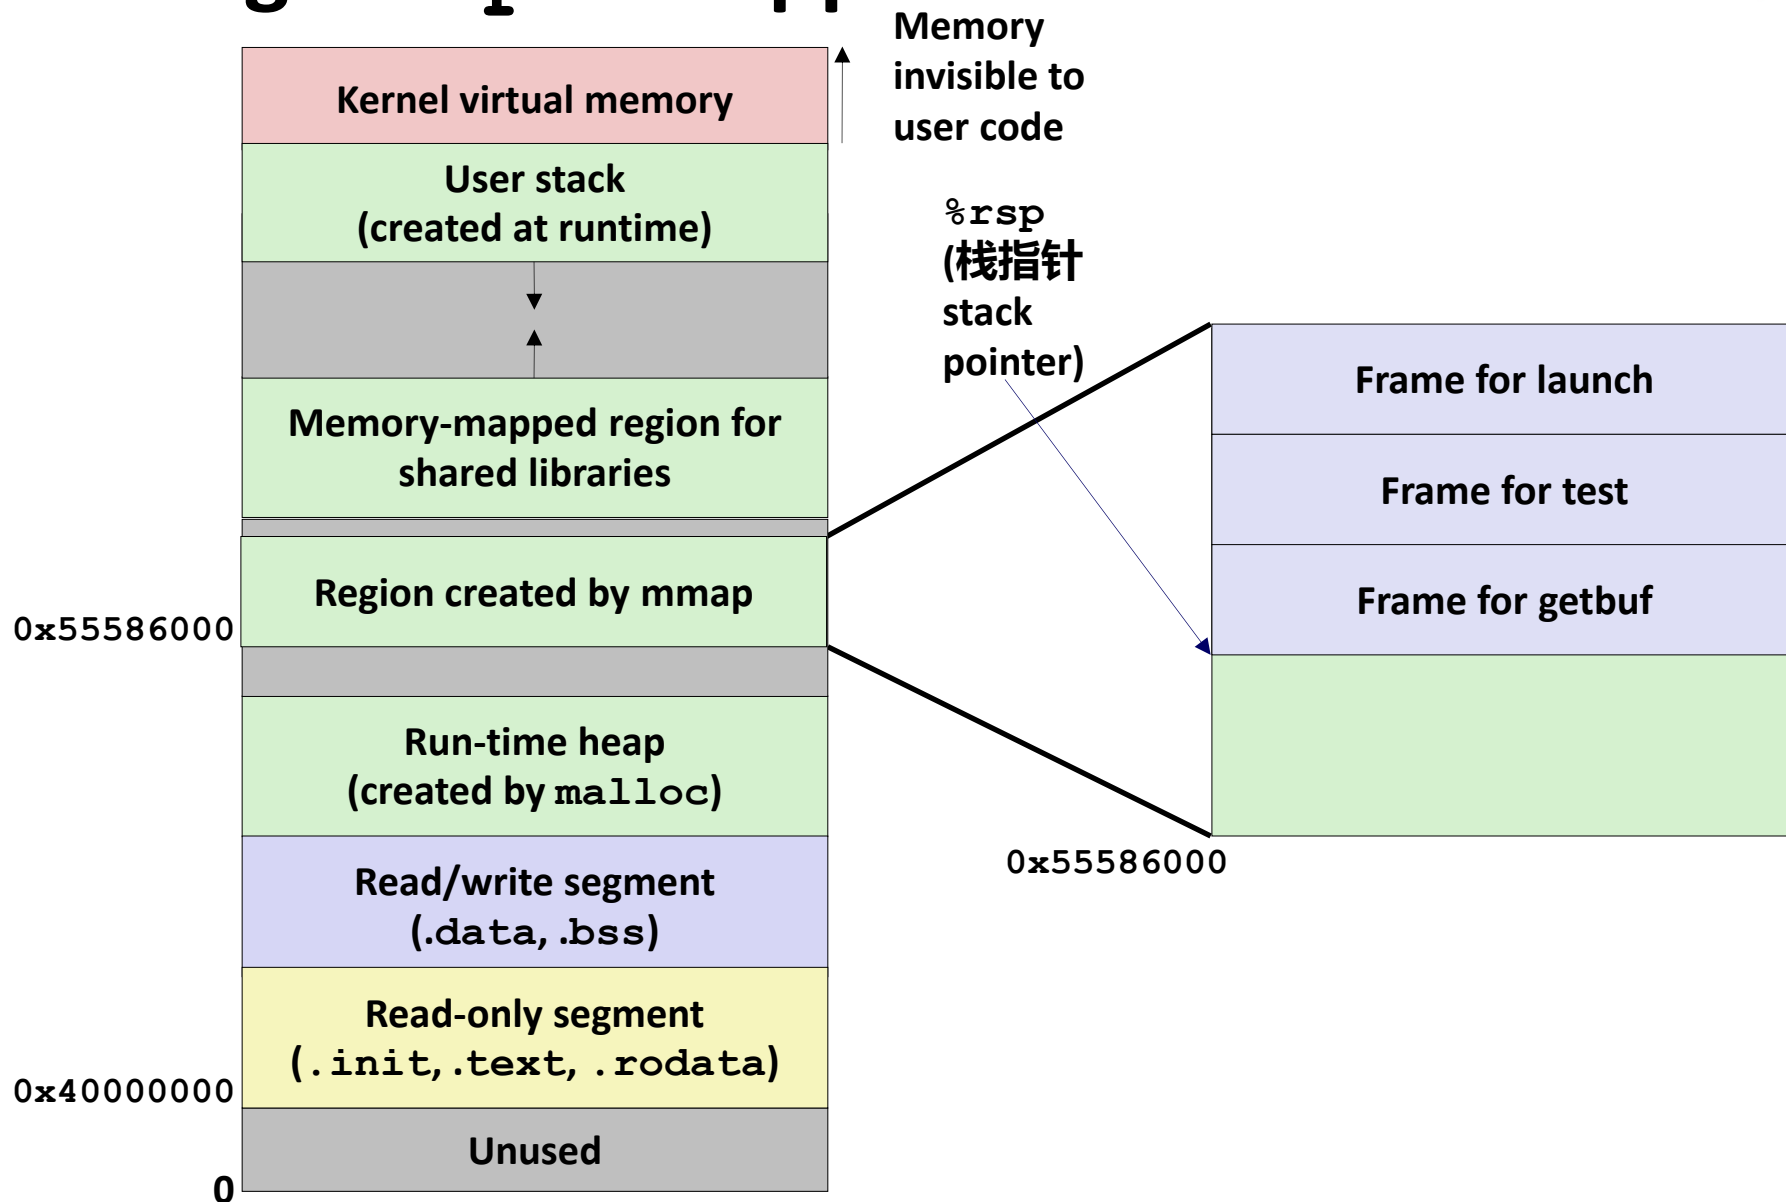 Memory
invisible to
user code
Kernel virtual memory
User stack
(created at runtime)
%rsp
(栈指针
stack
pointer)
Memory-mapped region for
shared libraries
Region created by mmap
0x55586000
Run-time heap
(created by malloc)
Read/write segment
(.data, .bss)
Read-only segment
(.init, .text, .rodata)
0x40000000
Unused
0
Frame for launch
Frame for test
Frame for getbuf
0x55586000